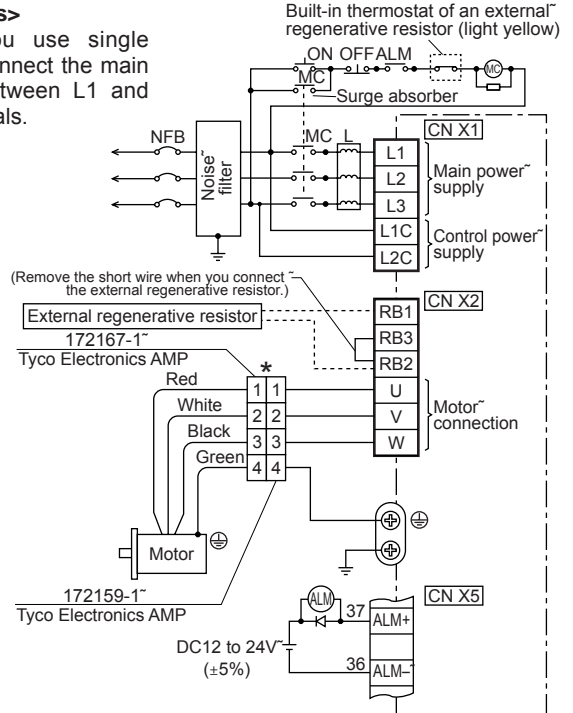 s>
u use single
nnect the main
tween L1 and
als.
Built-in thermostat of an external˜
regenerative resistor (light yellow)
ON OFF ALM
MC
MC
Surge absorber
NFB
Noise˜
filter
MC L
CN X1
L1
L2
L3
L1C
L2C
Main power˜
supply
Control power˜
supply
(Remove the short wire when you connect ˜
the external regenerative resistor.)
External regenerative resistor
CN X2
RB1
RB3
RB2
U
V
W
Motor˜
connection
172167-1˜
Tyco Electronics AMP
*
Red
White
Black
Green
1 1
2 2
3 3
4 4
Motor
172159-1˜
Tyco Electronics AMP
CN X5
ALM
37
ALM+
DC12 to 24V˜
(±5%)
36
ALM–˜